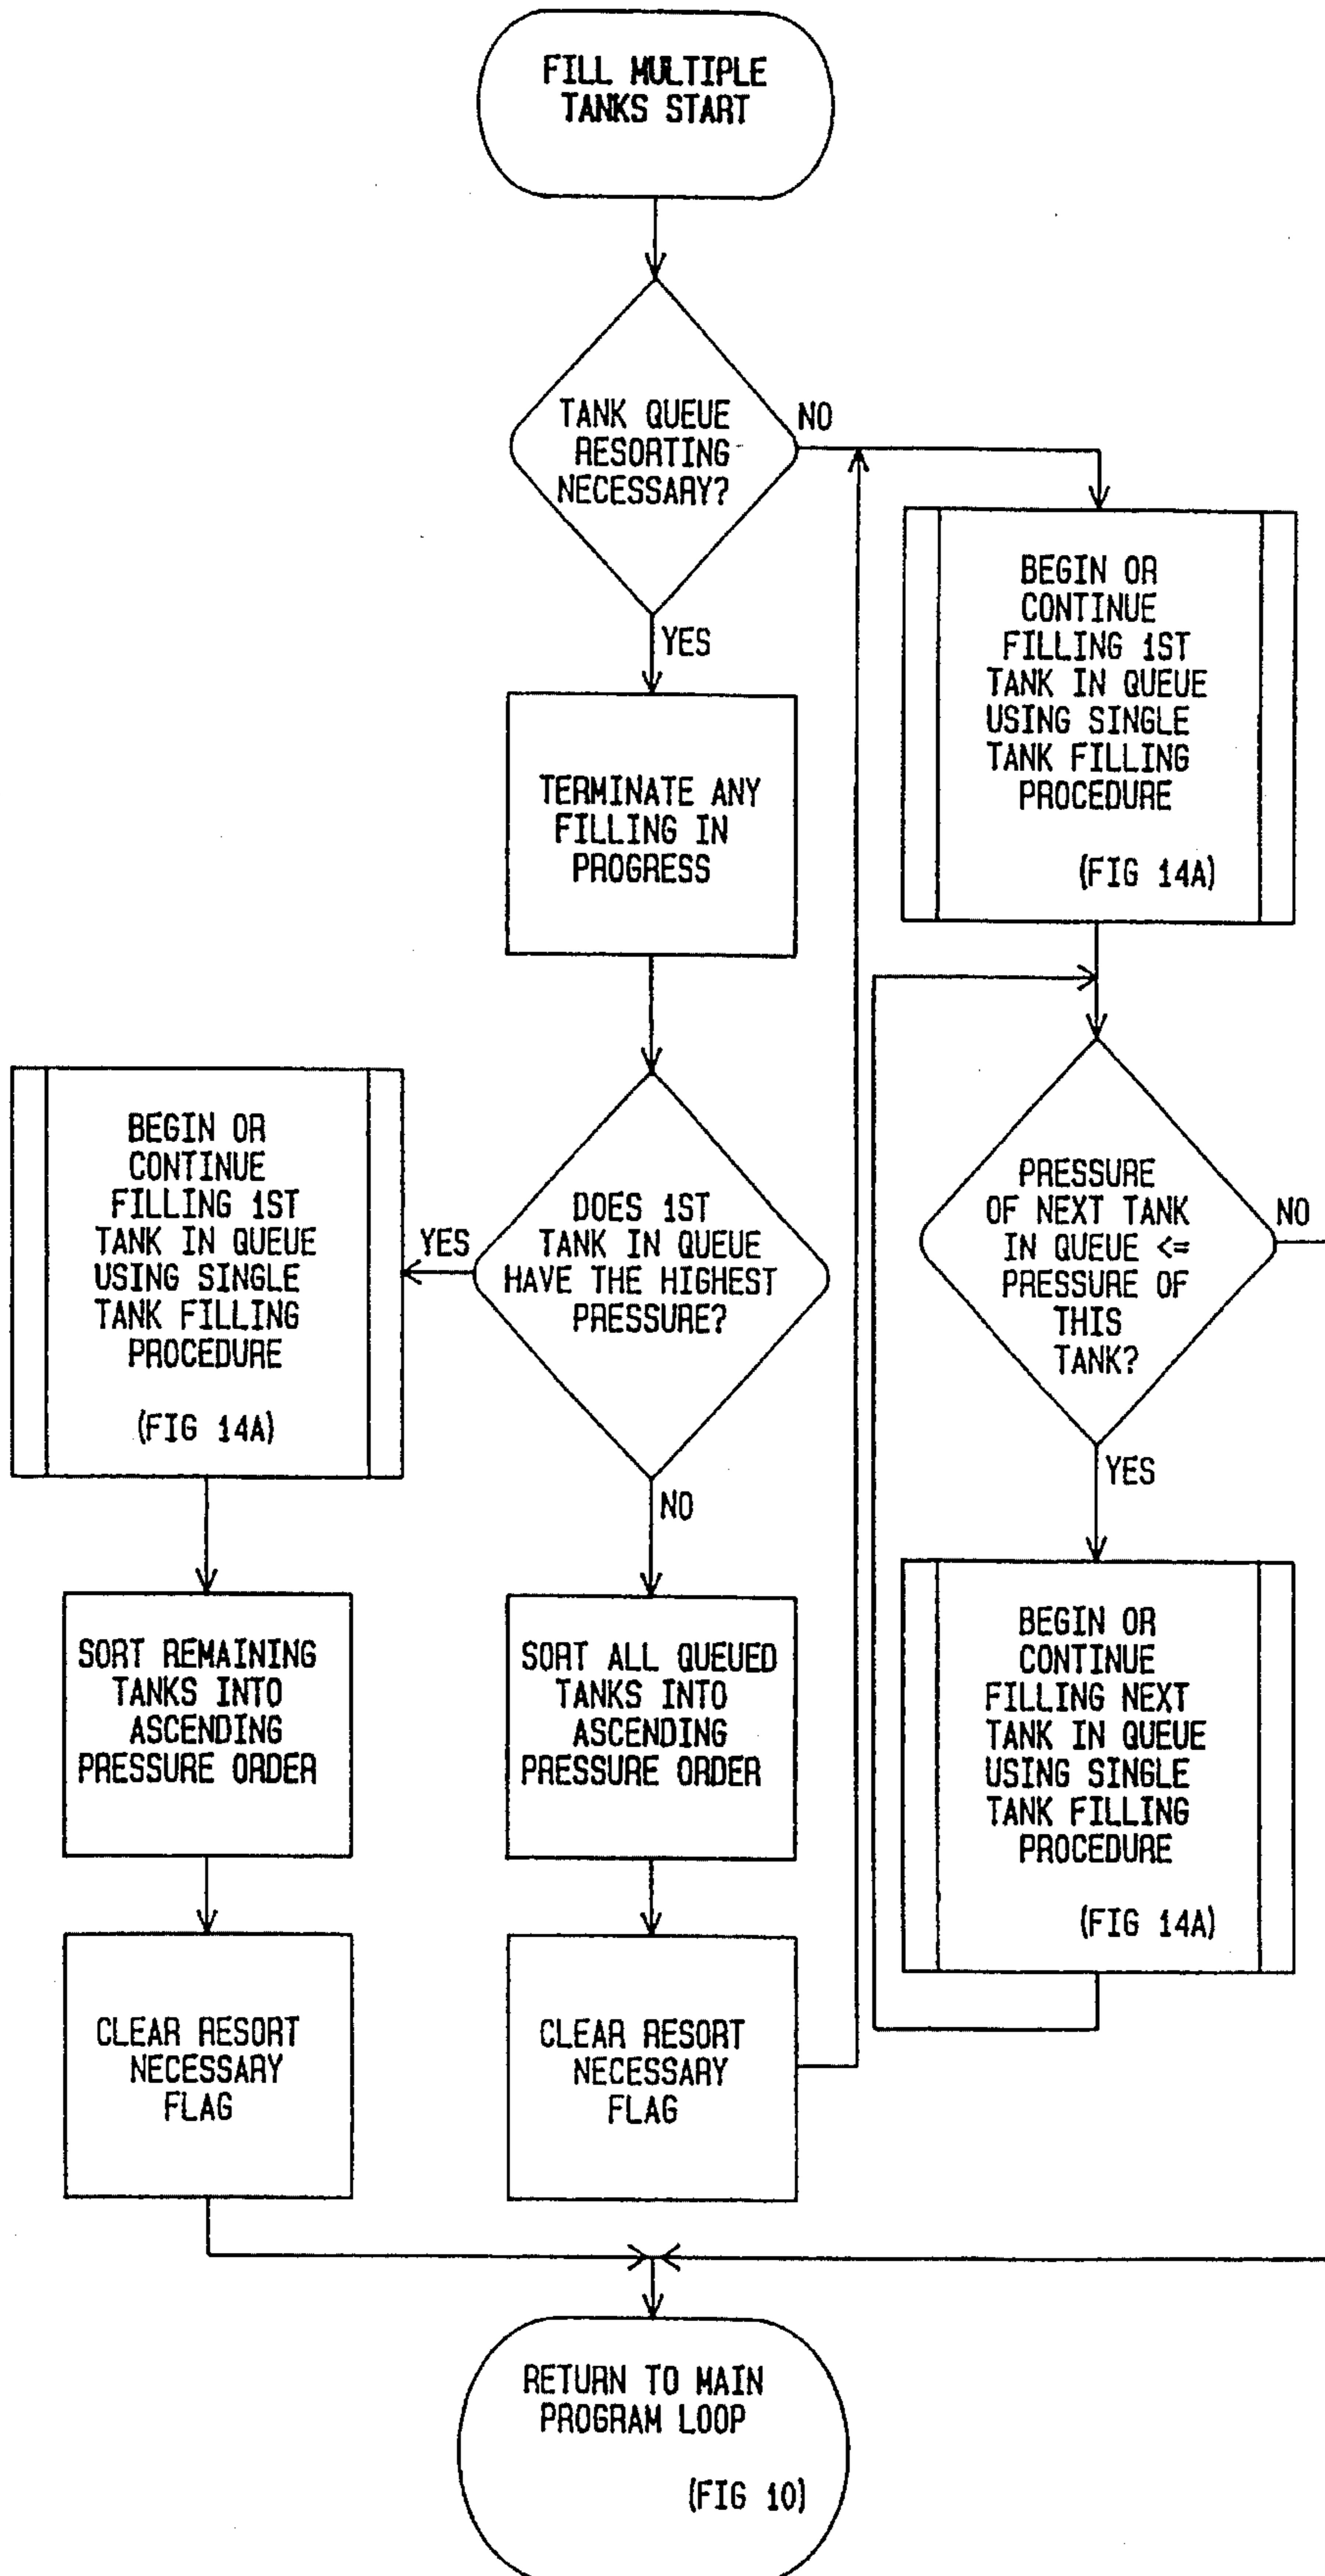 FILL MULTIPLE
TANKS START
TANK QUEUE
RESORTING
NECESSARY?
NO
YES
BEGIN OR
CONTINUE
FILLING 1ST
TANK IN QUEUE
USING SINGLE
TANK FILLING
PROCEDURE
(FIG 14A)
TERMINATE ANY
FILLING IN
PROGRESS
DOES 1ST
TANK IN QUEUE
HAVE THE HIGHEST
PRESSURE?
YES
NO
BEGIN OR
CONTINUE
FILLING 1ST
TANK IN QUEUE
USING SINGLE
TANK FILLING
PROCEDURE
(FIG 14A)
PRESSURE
OF NEXT TANK
IN QUEUE <=
PRESSURE OF
THIS
TANK?
NO
YES
SORT REMAINING
TANKS INTO
ASCENDING
PRESSURE ORDER
SORT ALL QUEUED
TANKS INTO
ASCENDING
PRESSURE ORDER
BEGIN OR
CONTINUE
FILLING NEXT
TANK IN QUEUE
USING SINGLE
TANK FILLING
PROCEDURE
(FIG 14A)
CLEAR RESORT
NECESSARY
FLAG
CLEAR RESORT
NECESSARY
FLAG
RETURN TO MAIN
PROGRAM LOOP
(FIG 10)